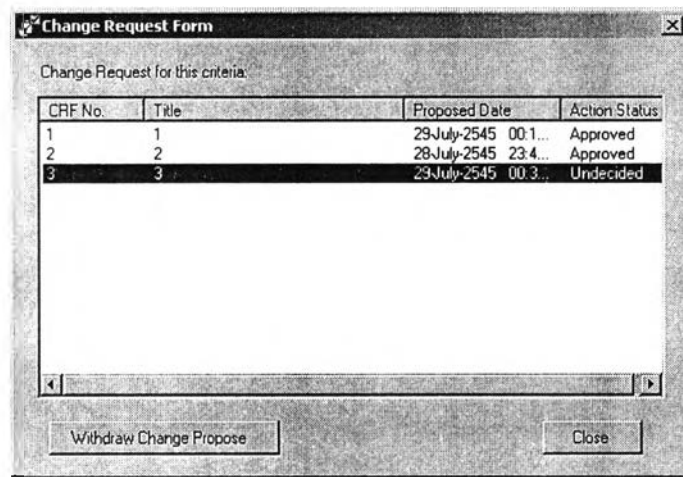 Change Request Form
Change Request for this criteria:
CRF No. Title Proposed Date Action Status
1 1 29-July-2545 00:1... Approved
2 2 28-July-2545 23:4... Approved
3 3 29-July-2545 00:3... Undecided
Withdraw Change Propose Close